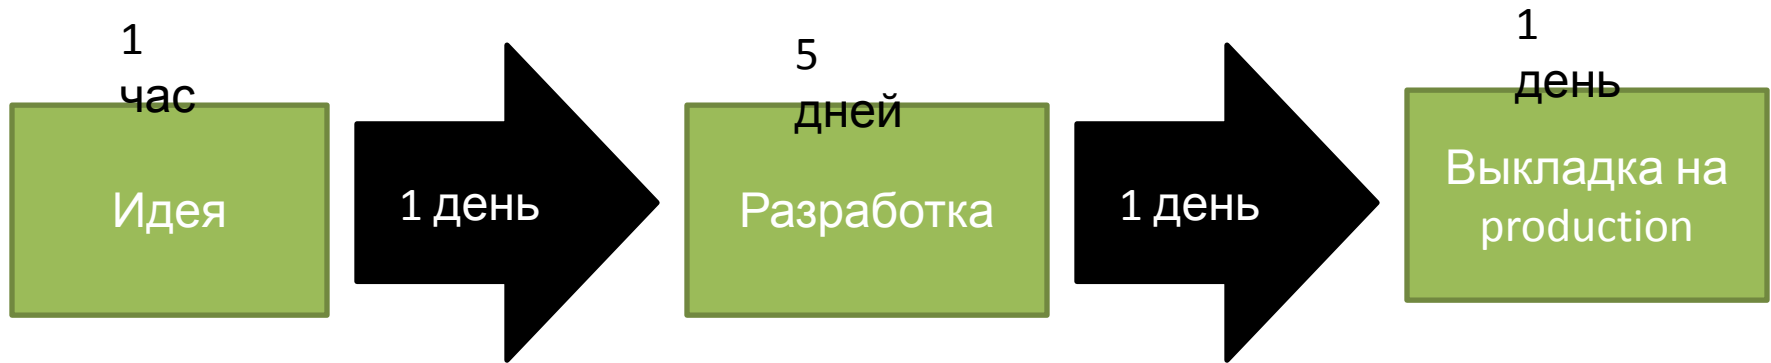 1
час
Идея
1 день
5
дней
Разработка
1 день
1
день
Выкладка на
production